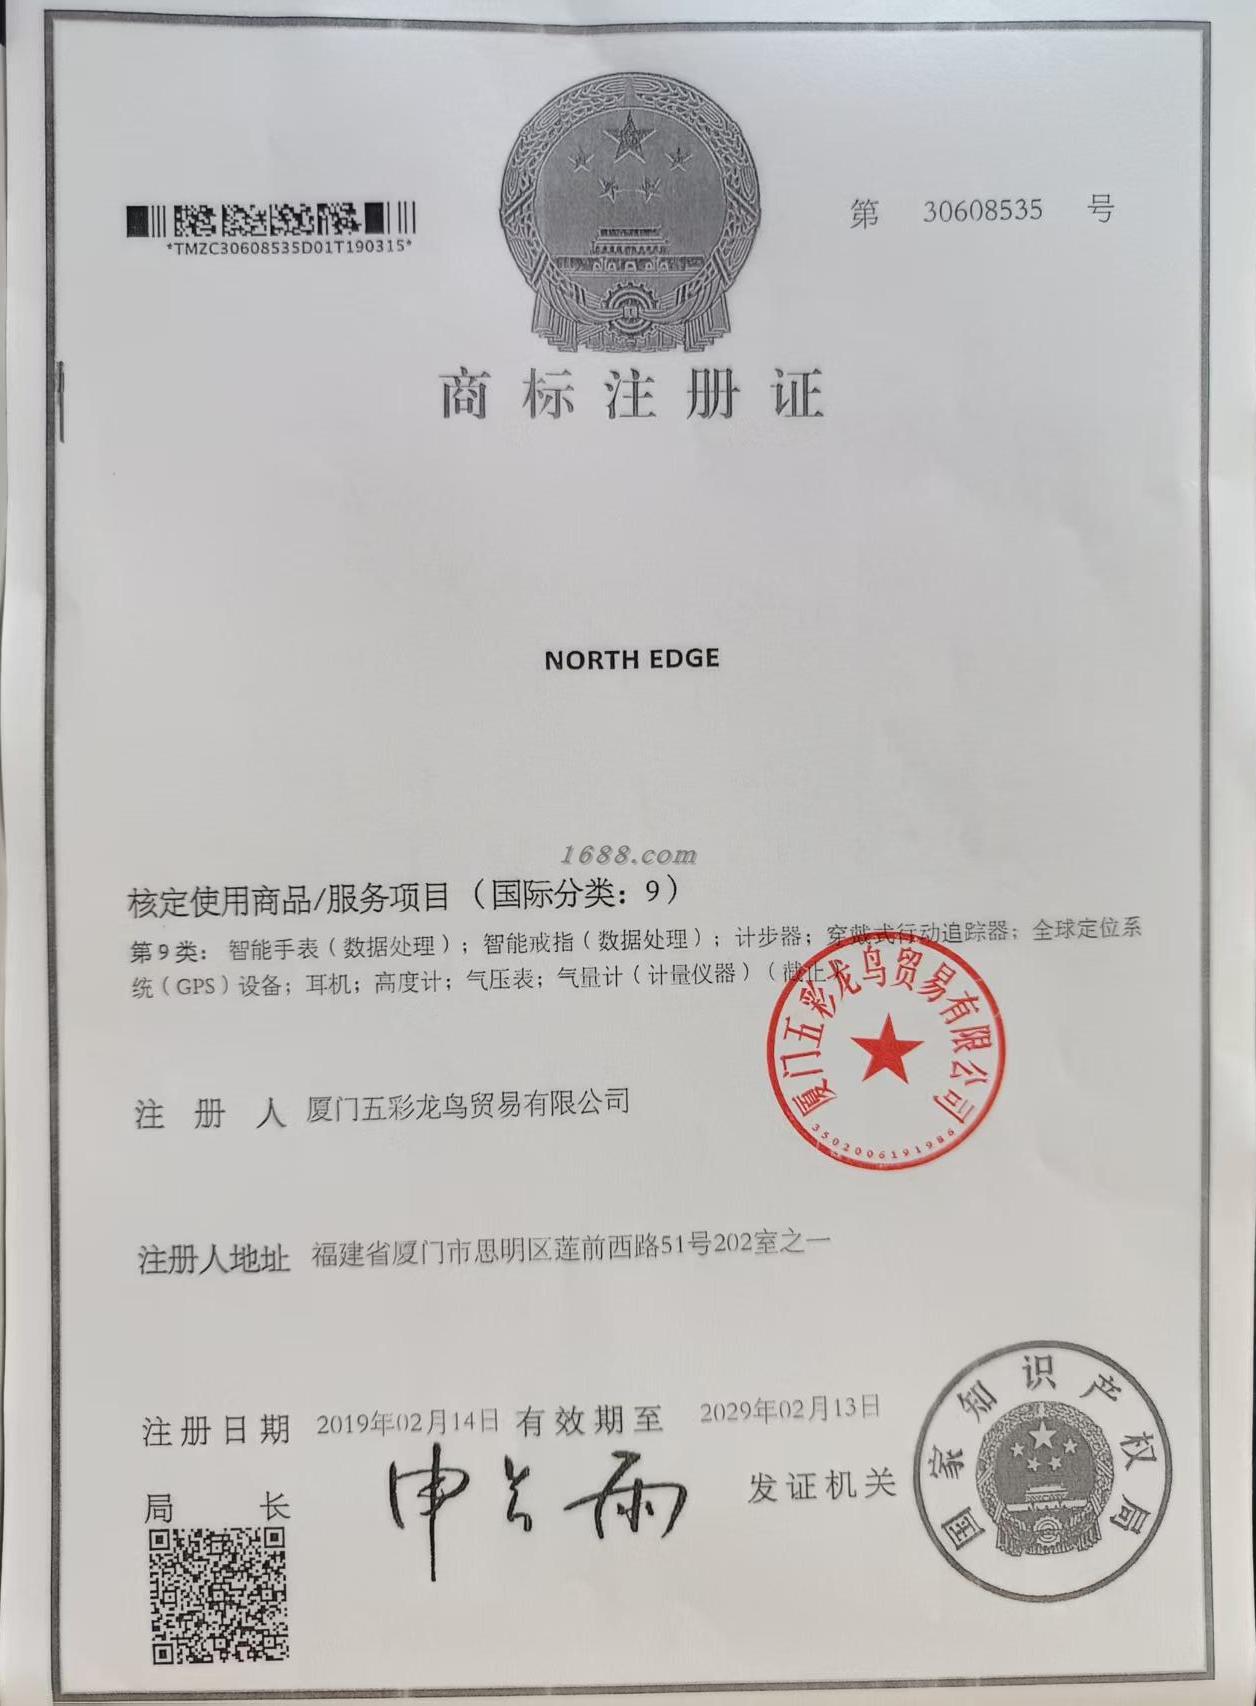 第 30608535 号
*TMZC30608535D01T190315*
商标注册证
NORTH EDGE
1688.com
核定使用商品/服务项目（国际分类：9）
第9类：智能手表（数据处理）；智能戒指（数据处理）；计步器；穿戴式行动追踪器；全球定位系
统（GPS）设备；耳机；高度计；气压表；气量计（计量仪器）（截止
厦门五彩龙鸟贸易有限公司
3502006191986
注册人 厦门五彩龙鸟贸易有限公司
注册人地址 福建省厦门市思明区莲前西路51号202室之一
注册日期 2019年02月14日 有效期至 2029年02月13日
局长 申长雨 发证机关
国家知识产权局